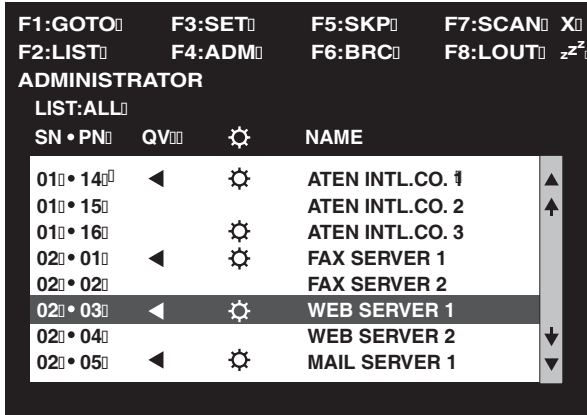 F1:GOTO F3:SET F5:SKP F7:SCAN X
F2:LIST F4:ADM F6:BRC F8:LOUT zzz
ADMINISTRATOR
LIST:ALL
SN•PN QV NAME
01•14 ATEN INTL.CO. 1
01•15 ATEN INTL.CO. 2
01•16 ATEN INTL.CO. 3
02•01 FAX SERVER 1
02•02 FAX SERVER 2
02•03 WEB SERVER 1
02•04 WEB SERVER 2
02•05 MAIL SERVER 1